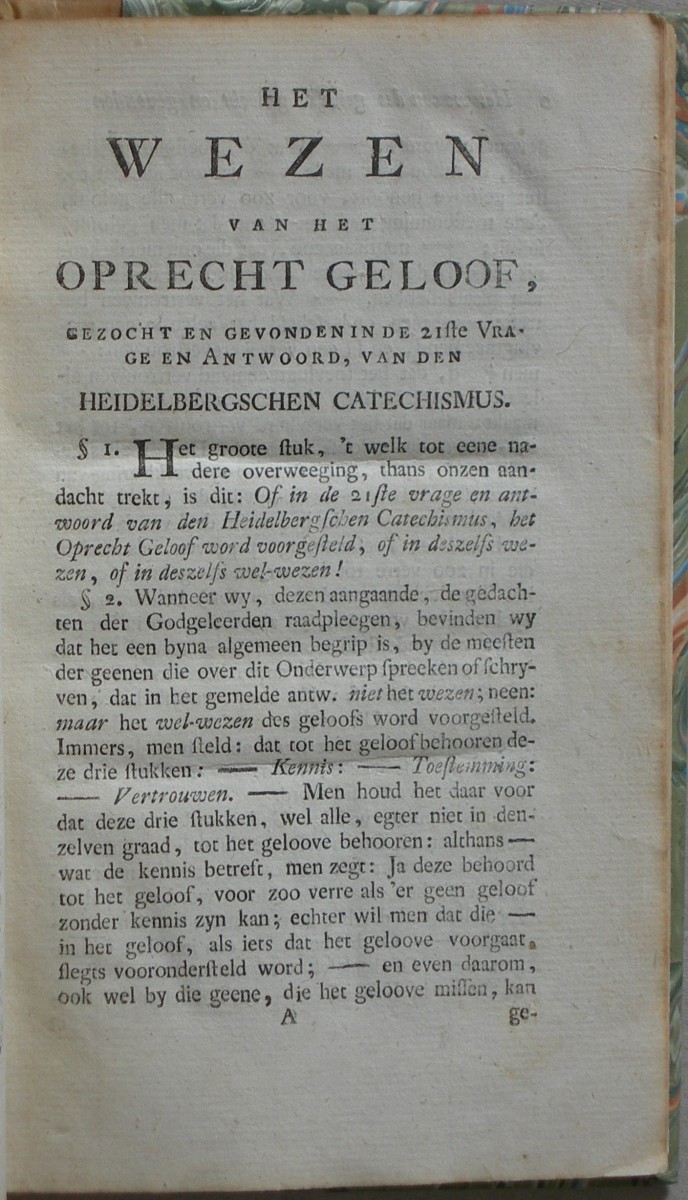 HET
WEZEN
VAN HET
OPRECHT GELOOF,
GEZOCHT EN GEVONDEN IN DE 21ſte VRA-
GE EN ANTWOORD, VAN DEN
HEIDELBERGSCHEN CATECHISMUS.
§ 1. Het groote ſtuk, 't welk tot eene na-
dere overweeging, thans onzen aan-
dacht trekt, is dit: Of in de 21ſte vrage en ant-
woord van den Heidelbergſchen Catechismus, het
Oprecht Geloof word voorgeſteld, of in deszelfs we-
zen, of in deszelfs wel-wezen!
§ 2. Wanneer wy, dezen aangaande, de gedach-
ten der Godgeleerden raadpleegen, bevinden wy
dat het een byna algemeen begrip is, by de meeſten
der geenen die over dit Onderwerp ſpreeken of ſchry-
ven, dat in het gemelde antw. niet het wezen; neen:
maar het wel-wezen des geloofs word voorgeſteld.
Immers, men ſteld: dat tot het geloof behooren de-
ze drie ſtukken: — Kennis: — Toeſtemming:
— Vertrouwen. — Men houd het daar voor
dat deze drie ſtukken, wel alle, egter niet in den-
zelven graad, tot het geloove behooren: althans —
wat de kennis betreft, men zegt: Ja deze behoord
tot het geloof, voor zoo verre als 'er geen geloof
zonder kennis zyn kan; echter wil men dat die —
in het geloof, als iets dat het geloove voorgaat,
ſlegts vooronderſteld word; — en even daarom,
ook wel by die geene, die het geloove miſſen, kan
A ge-